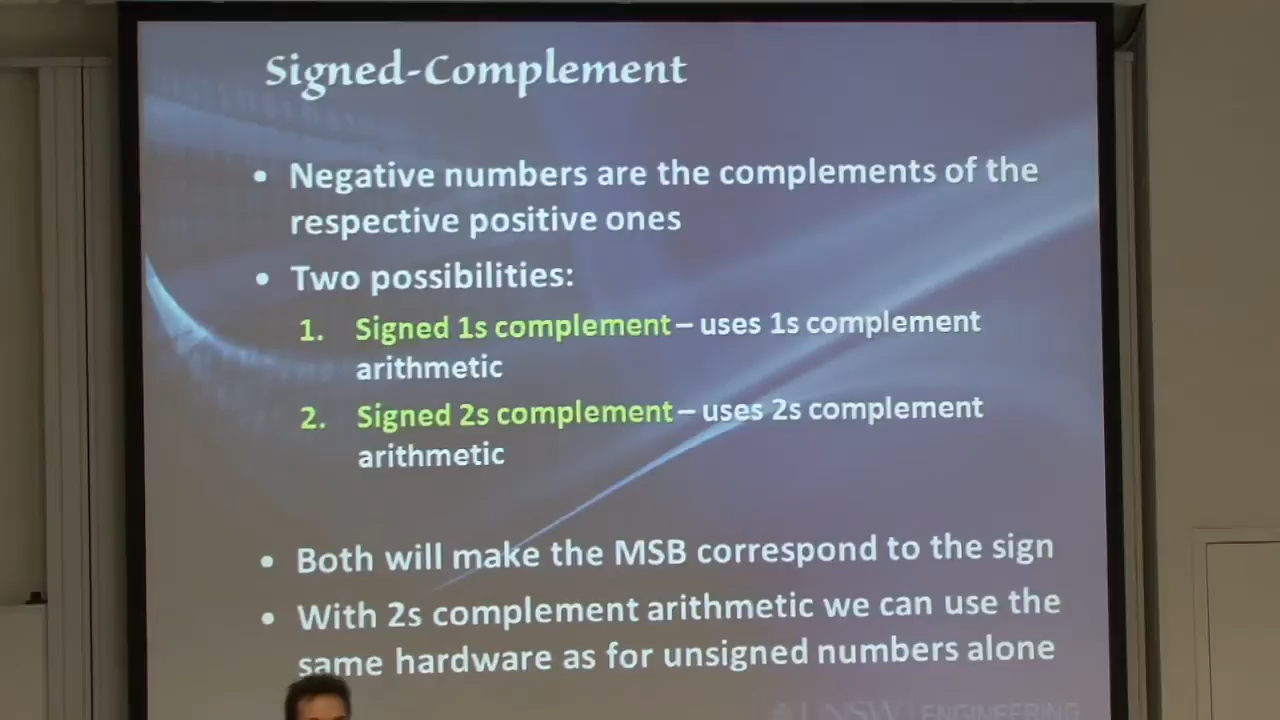 Signed-Complement
• Negative numbers are the complements of the
respective positive ones
• Two possibilities:
1. Signed 1s complement – uses 1s complement
arithmetic
2. Signed 2s complement – uses 2s complement
arithmetic
• Both will make the MSB correspond to the sign
• With 2s complement arithmetic we can use the
same hardware as for unsigned numbers alone
UNSW ENGINEERING